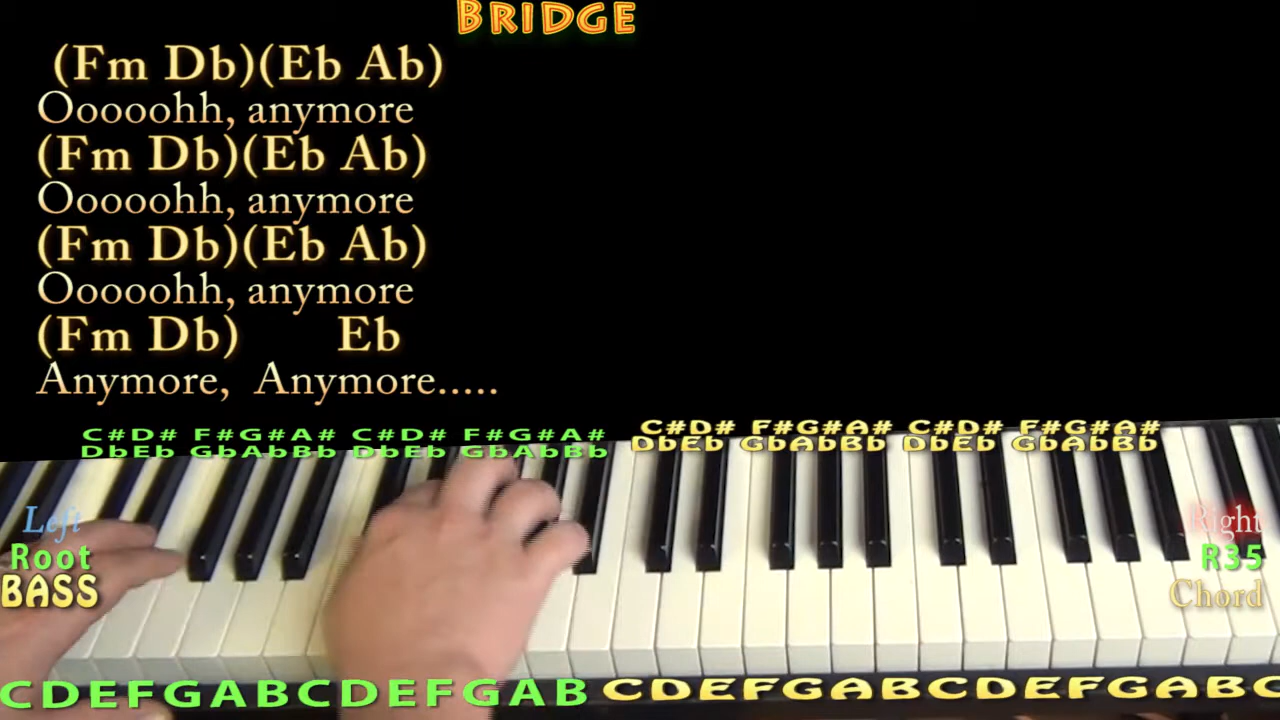 BRIDGE
(Fm Db)(Eb Ab)
Ooooohh, anymore
(Fm Db)(Eb Ab)
Ooooohh, anymore
(Fm Db)(Eb Ab)
Ooooohh, anymore
(Fm Db) Eb
Anymore, Anymore.....
C#D# F#G#A# C#D# F#G#A# C#D# F#G#A# C#D# F#G#A#
DbEb GbAbBb DbEb GbAbBb DbEb GbAbBb DbEb GbAbBb
Left
Root
BASS
Right
R35
Chord
CDEFGABCDEFGAB CDEFGABCDEFGABC